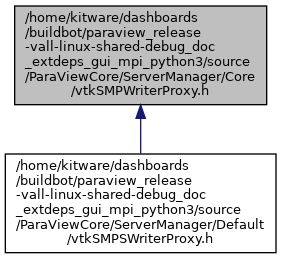 /home/kitware/dashboards
/buildbot/paraview_release
-vall-linux-shared-debug_doc
_extdeps_gui_mpi_python3/source
/ParaViewCore/ServerManager/Core
/vtkSMPWriterProxy.h
/home/kitware/dashboards
/buildbot/paraview_release
-vall-linux-shared-debug_doc
_extdeps_gui_mpi_python3/source
/ParaViewCore/ServerManager/Default
/vtkSMPSWriterProxy.h